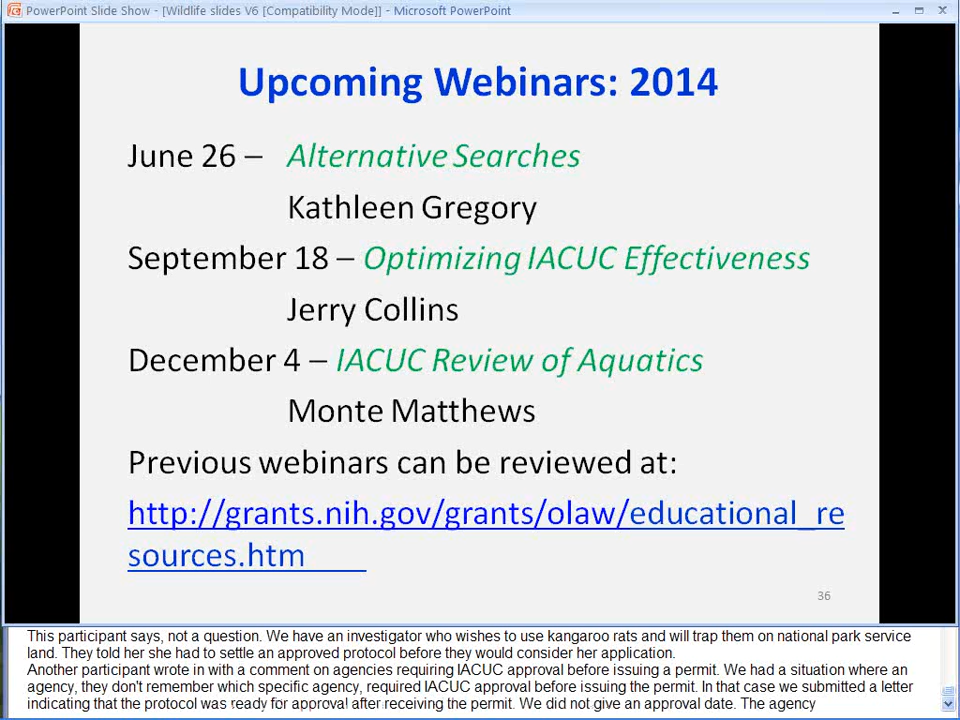 PowerPoint Slide Show - [Wildlife slides V6 [Compatibility Mode]] - Microsoft PowerPoint
Upcoming Webinars: 2014
June 26 – Alternative Searches
Kathleen Gregory
September 18 – Optimizing IACUC Effectiveness
Jerry Collins
December 4 – IACUC Review of Aquatics
Monte Matthews
Previous webinars can be reviewed at:
http://grants.nih.gov/grants/olaw/educational_re
sources.htm
36
This participant says, not a question. We have an investigator who wishes to use kangaroo rats and will trap them on national park service
land. They told her she had to settle an approved protocol before they would consider her application.
Another participant wrote in with a comment on agencies requiring IACUC approval before issuing a permit. We had a situation where an
agency, they don't remember which specific agency, required IACUC approval before issuing the permit. In that case we submitted a letter
indicating that the protocol was ready for approval after receiving the permit. We did not give an approval date. The agency